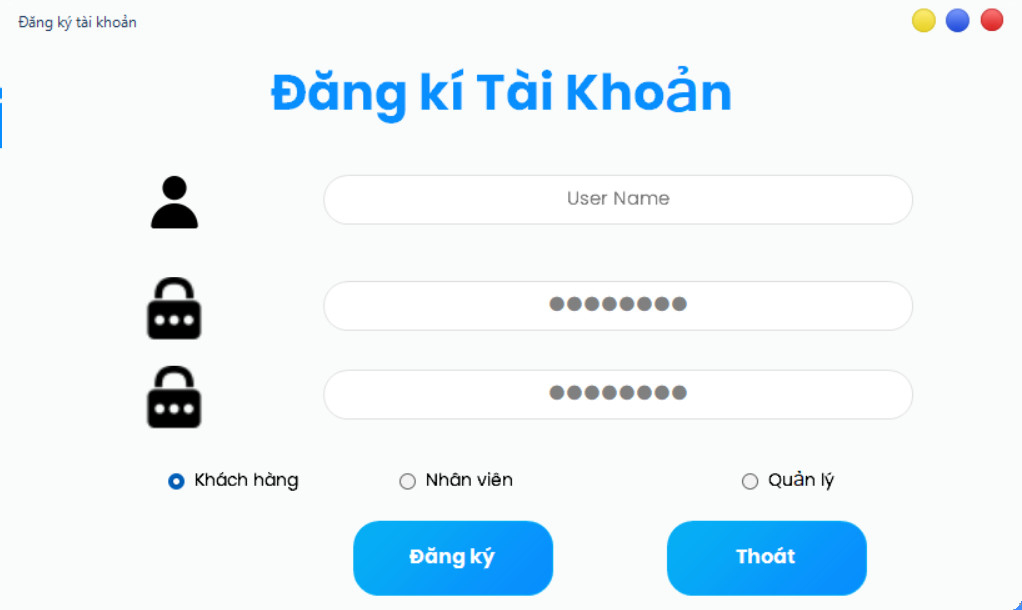 Đăng ký tài khoản
Đăng kí Tài Khoản
User Name
Khách hàng
Nhân viên
Quản lý
Đăng ký
Thoát